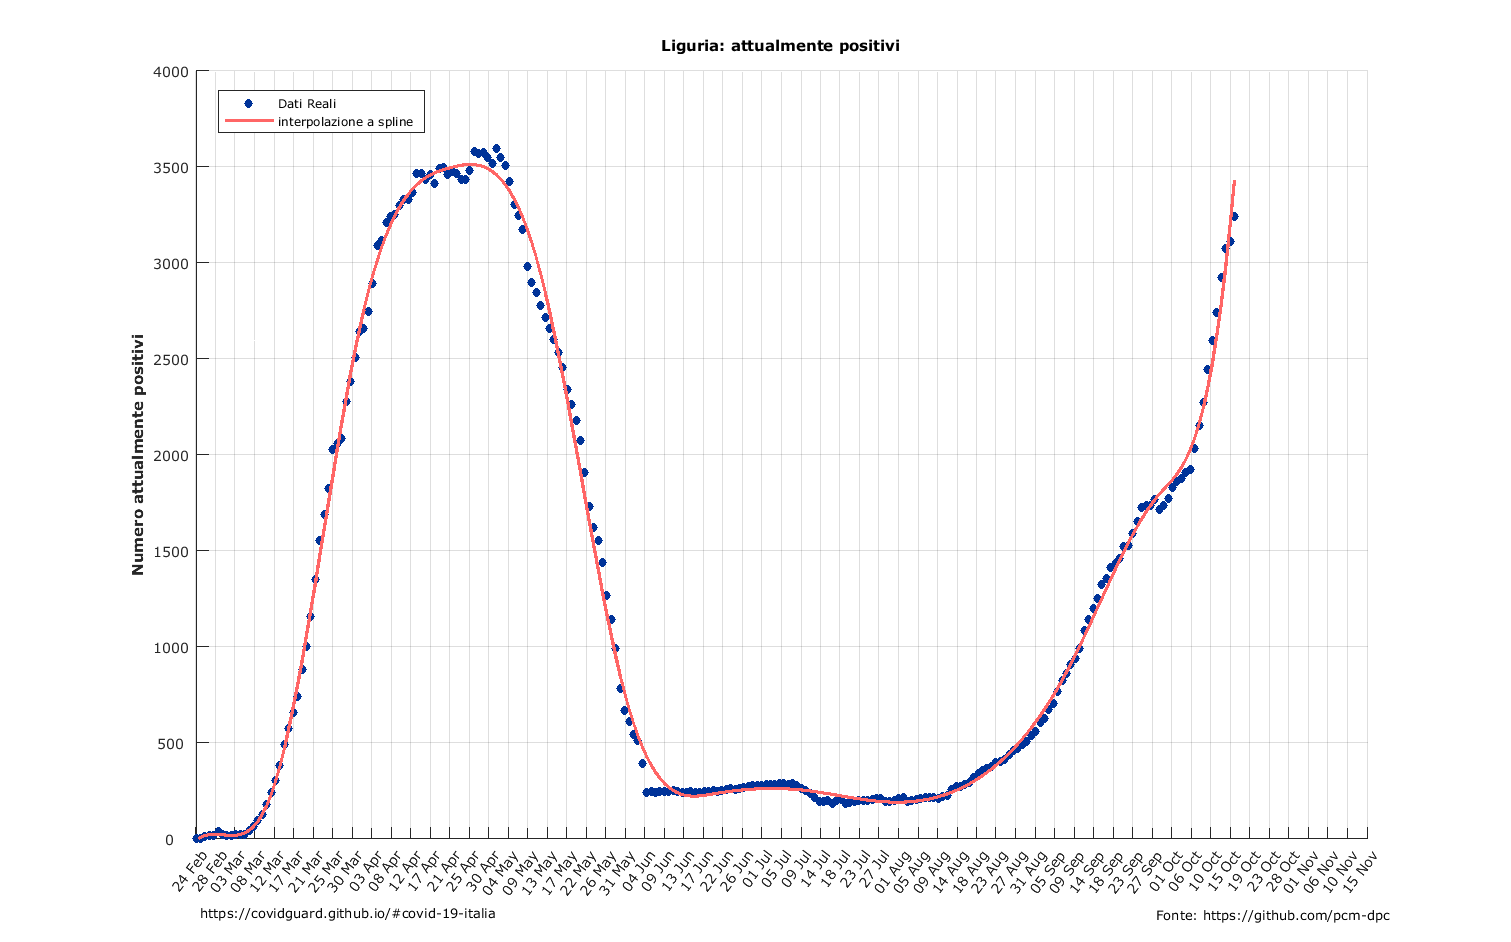 Liguria: attualmente positivi
4000
Dati Reali
interpolazione a spline
3500
3000
2500
2000
1500
1000
500
0
Numero attualmente positivi
24 Feb
28 Feb
03 Mar
08 Mar
12 Mar
17 Mar
21 Mar
25 Mar
30 Mar
03 Apr
08 Apr
12 Apr
17 Apr
21 Apr
25 Apr
30 Apr
04 May
09 May
13 May
17 May
22 May
26 May
31 May
04 Jun
09 Jun
13 Jun
17 Jun
22 Jun
26 Jun
01 Jul
05 Jul
09 Jul
14 Jul
18 Jul
23 Jul
27 Jul
01 Aug
05 Aug
09 Aug
14 Aug
18 Aug
23 Aug
27 Aug
31 Aug
05 Sep
09 Sep
14 Sep
18 Sep
23 Sep
27 Sep
01 Oct
06 Oct
10 Oct
15 Oct
19 Oct
23 Oct
28 Oct
01 Nov
06 Nov
10 Nov
15 Nov
https://covidguard.github.io/#covid-19-italia
Fonte: https://github.com/pcm-dpc